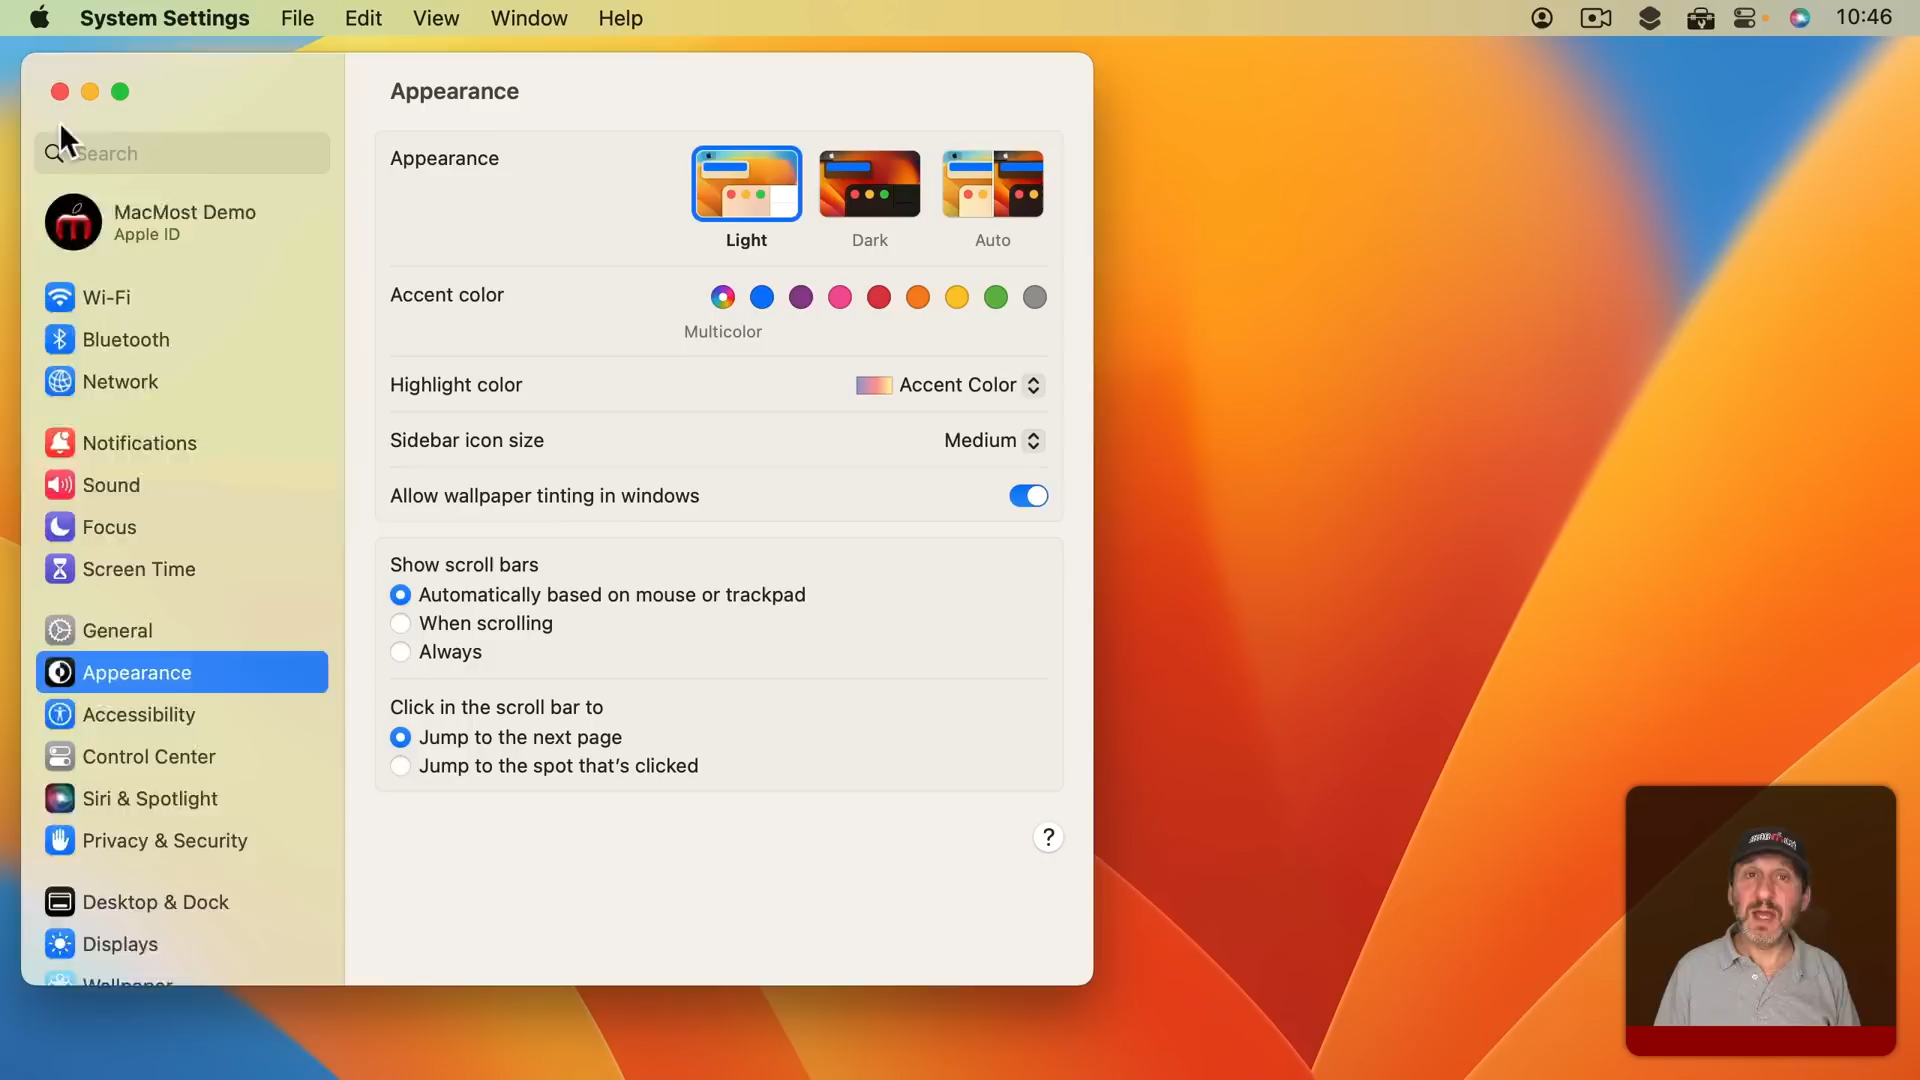 System Settings File Edit View Window Help 10:46
Appearance
Search
MacMost Demo
Apple ID
Wi-Fi
Bluetooth
Network
Notifications
Sound
Focus
Screen Time
General
Appearance
Accessibility
Control Center
Siri & Spotlight
Privacy & Security
Desktop & Dock
Displays
Wallpaper
Appearance
Light Dark Auto
Accent color
Multicolor
Highlight color Accent Color
Sidebar icon size Medium
Allow wallpaper tinting in windows
Show scroll bars
Automatically based on mouse or trackpad
When scrolling
Always
Click in the scroll bar to
Jump to the next page
Jump to the spot that's clicked
?